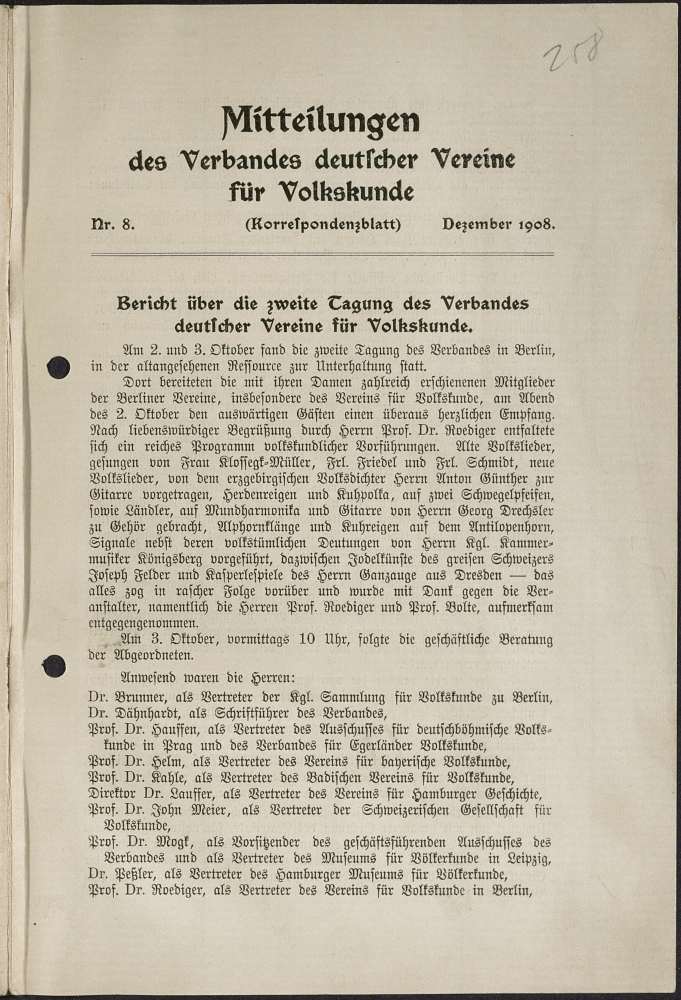 258
Mitteilungen
des Verbandes deutſcher Vereine
für Volkskunde
Nr. 8. (Korreſpondenzblatt) Dezember 1908.
Bericht über die zweite Tagung des Verbandes
deutſcher Vereine für Volkskunde.
Am 2. und 3. Oktober fand die zweite Tagung des Verbandes in Berlin,
in der altangeſehenen Reſſource zur Unterhaltung ſtatt.
Dort bereiteten die mit ihren Damen zahlreich erſchienenen Mitglieder
der Berliner Vereine, insbeſondere des Vereins für Volkskunde, am Abend
des 2. Oktober den auswärtigen Gäſten einen überaus herzlichen Empfang.
Nach liebenswürdiger Begrüßung durch Herrn Prof. Dr. Roediger entfaltete
ſich ein reiches Programm volkskundlicher Vorführungen. Alte Volkslieder,
geſungen von Frau Kloſſegk-Müller, Frl. Friedel und Frl. Schmidt, neue
Volkslieder, von dem erzgebirgiſchen Volksdichter Herrn Anton Günther zur
Gitarre vorgetragen, Herdenreigen und Kuhpolka, auf zwei Schwegelpfeifen,
ſowie Ländler, auf Mundharmonika und Gitarre von Herrn Georg Drechsler
zu Gehör gebracht, Alphornklänge und Kuhreigen auf dem Antilopenhorn,
Signale nebſt deren volkstümlichen Deutungen von Herrn Kgl. Kammer-
muſiker Königsberg vorgeführt, dazwiſchen Jodelkünſte des greiſen Schweizers
Joſeph Felder und Kaſperleſpiele des Herrn Ganzauge aus Dresden — das
alles zog in raſcher Folge vorüber und wurde mit Dank gegen die Ver-
anſtalter, namentlich die Herren Prof. Roediger und Prof. Bolte, aufmerkſam
entgegengenommen.
Am 3. Oktober, vormittags 10 Uhr, folgte die geſchäftliche Beratung
der Abgeordneten.
Anweſend waren die Herren:
Dr. Brunner, als Vertreter der Kgl. Sammlung für Volkskunde zu Berlin,
Dr. Dähnhardt, als Schriftführer des Verbandes,
Prof. Dr. Hauffen, als Vertreter des Ausſchuſſes für deutſchböhmiſche Volks-
kunde in Prag und des Verbandes für Egerländer Volkskunde,
Prof. Dr. Helm, als Vertreter des Vereins für bayeriſche Volkskunde,
Prof. Dr. Kahle, als Vertreter des Badiſchen Vereins für Volkskunde,
Direktor Dr. Lauffer, als Vertreter des Vereins für Hamburger Geſchichte,
Prof. Dr. John Meier, als Vertreter der Schweizeriſchen Geſellſchaft für
Volkskunde,
Prof. Dr. Mogk, als Vorſitzender des geſchäftsführenden Ausſchuſſes des
Verbandes und als Vertreter des Muſeums für Völkerkunde in Leipzig,
Dr. Peßler, als Vertreter des Hamburger Muſeums für Völkerkunde,
Prof. Dr. Roediger, als Vertreter des Vereins für Volkskunde in Berlin,